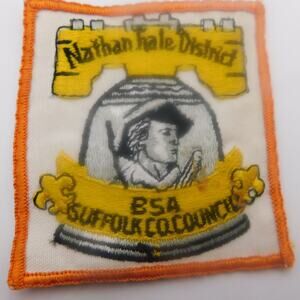 Nathan Hale District
BSA
SUFFOLK CO. COUNCIL